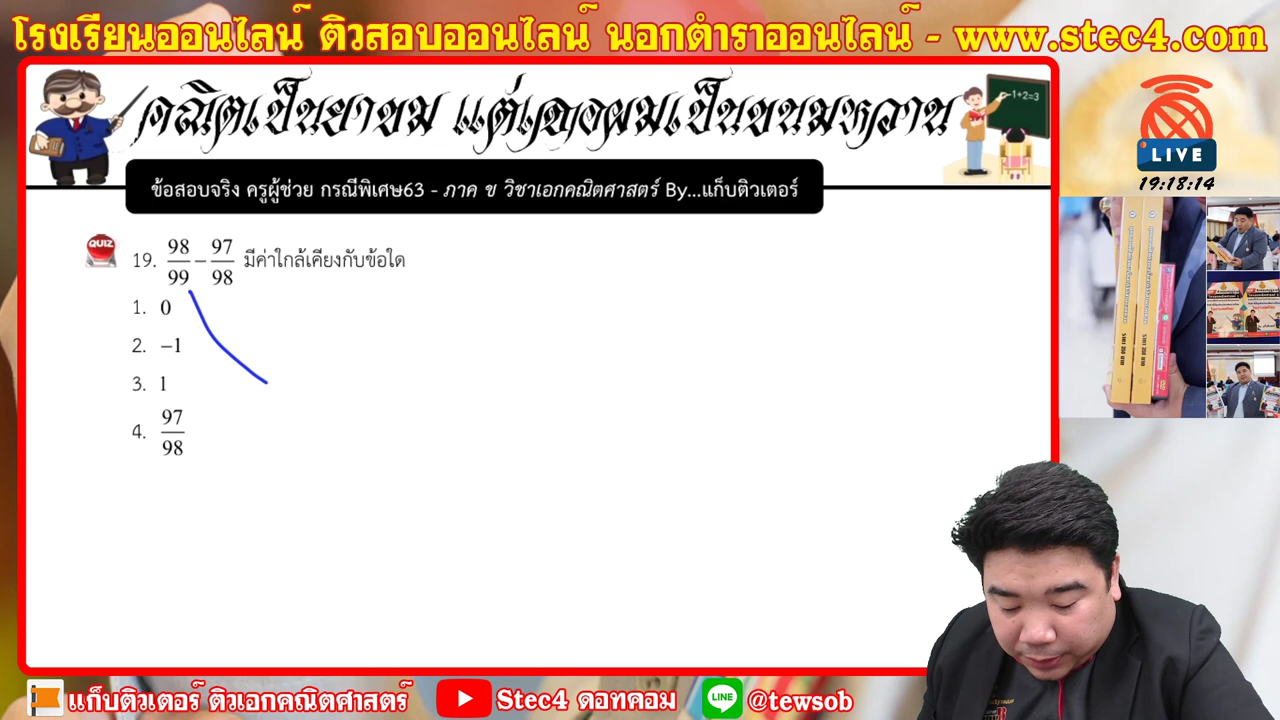 โรงเรียนออนไลน์ ติวสอบออนไลน์ นอกตำราออนไลน์ - www.stec4.com
คณิตเป็นยาขม แต่เจอผมเป็นขนมหวาน
1+2=3
LIVE
19:18:14
ข้อสอบจริง ครูผู้ช่วย กรณีพิเศษ63 - ภาค ข วิชาเอกคณิตศาสตร์ By...แก็บติวเตอร์
QUIZ
19. 98/99 − 97/98 มีค่าใกล้เคียงกับข้อใด
1. 0
2. −1
3. 1
4. 97/98
แก็บติวเตอร์ ติวเอกคณิตศาสตร์ Stec4 ดอทคอม LINE @tewsob